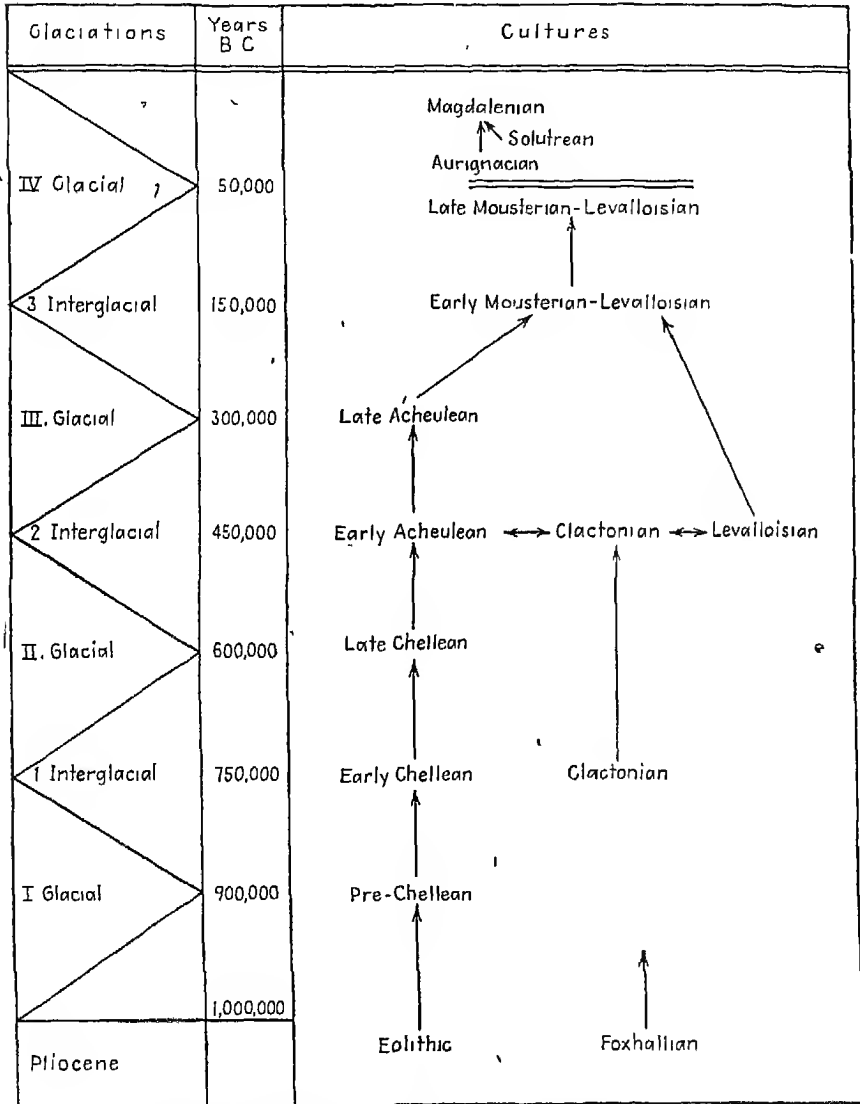 Glaciations
Years
B C
Cultures
Magdalenian
Solutrean
Aurignacian
IV Glacial
50,000
Late Mousterian-Levalloisian
3 Interglacial
150,000
Early Mousterian-Levalloisian
III. Glacial
300,000
Late Acheulean
2 Interglacial
450,000
Early Acheulean
Clactonian
Levalloisian
II. Glacial
600,000
Late Chellean
1 Interglacial
750,000
Early Chellean
Clactonian
I Glacial
900,000
Pre-Chellean
1,000,000
Pliocene
Eolithic
Foxhallian